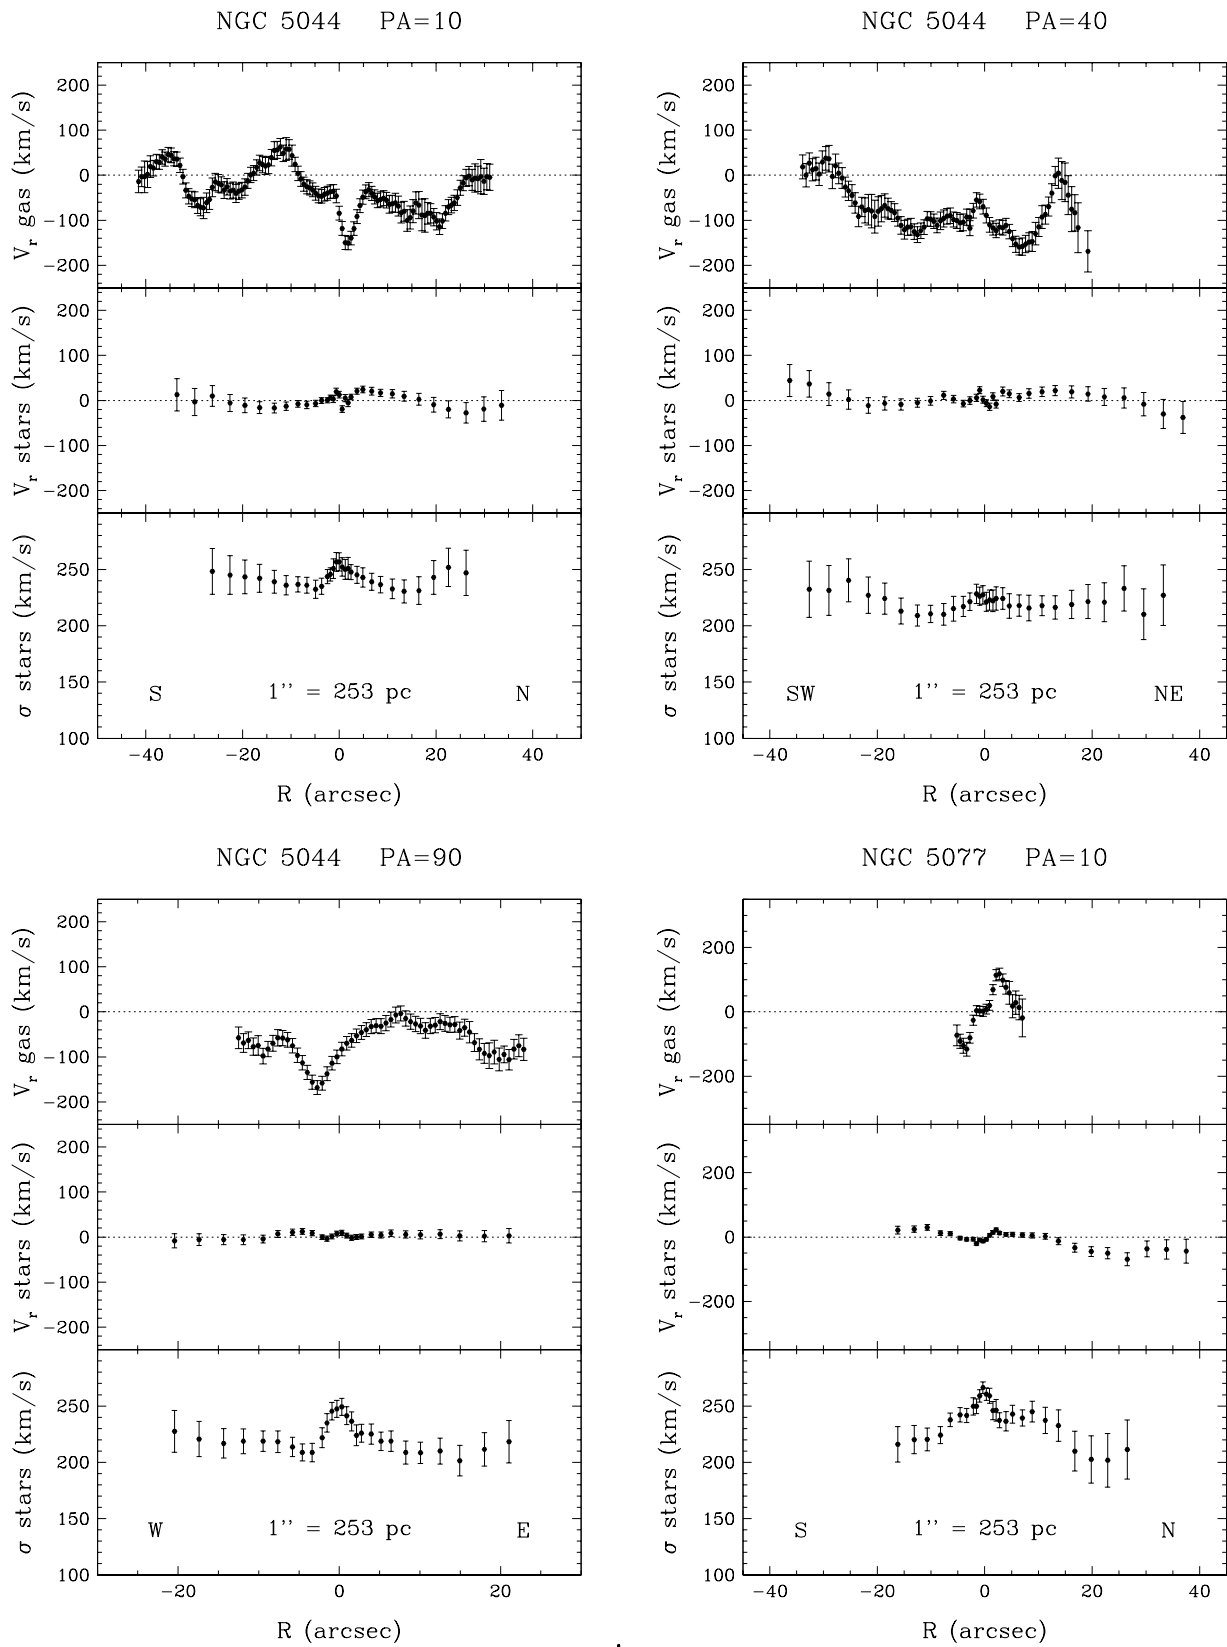 NGC 5044 PA=10
NGC 5044 PA=40
200
100
0
−100
−200
V_r gas (km/s)
200
100
0
−100
−200
V_r gas (km/s)
200
100
0
−100
−200
V_r stars (km/s)
200
100
0
−100
−200
V_r stars (km/s)
250
200
150
100
σ stars (km/s)
S 1'' = 253 pc N
250
200
150
100
σ stars (km/s)
SW 1'' = 253 pc NE
−40 −20 0 20 40
R (arcsec)
−40 −20 0 20 40
R (arcsec)
NGC 5044 PA=90
NGC 5077 PA=10
200
100
0
−100
−200
V_r gas (km/s)
200
0
−200
V_r gas (km/s)
200
100
0
−100
−200
V_r stars (km/s)
200
0
−200
V_r stars (km/s)
250
200
150
100
σ stars (km/s)
W 1'' = 253 pc E
250
200
150
100
σ stars (km/s)
S 1'' = 253 pc N
−20 0 20
R (arcsec)
−40 −20 0 20 40
R (arcsec)